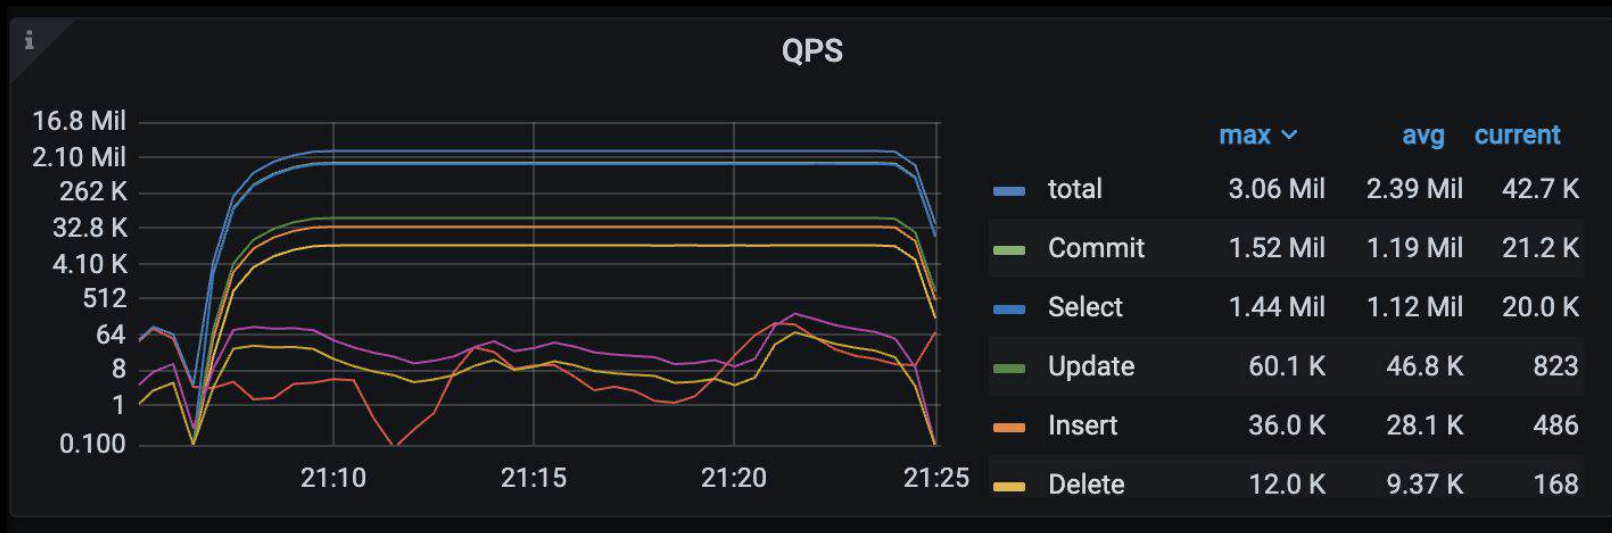 i
QPS
16.8 Mil
2.10 Mil
262 K
32.8 K
4.10 K
512
64
8
1
0.100
21:10 21:15 21:20 21:25
max avg current
total 3.06 Mil 2.39 Mil 42.7 K
Commit 1.52 Mil 1.19 Mil 21.2 K
Select 1.44 Mil 1.12 Mil 20.0 K
Update 60.1 K 46.8 K 823
Insert 36.0 K 28.1 K 486
Delete 12.0 K 9.37 K 168